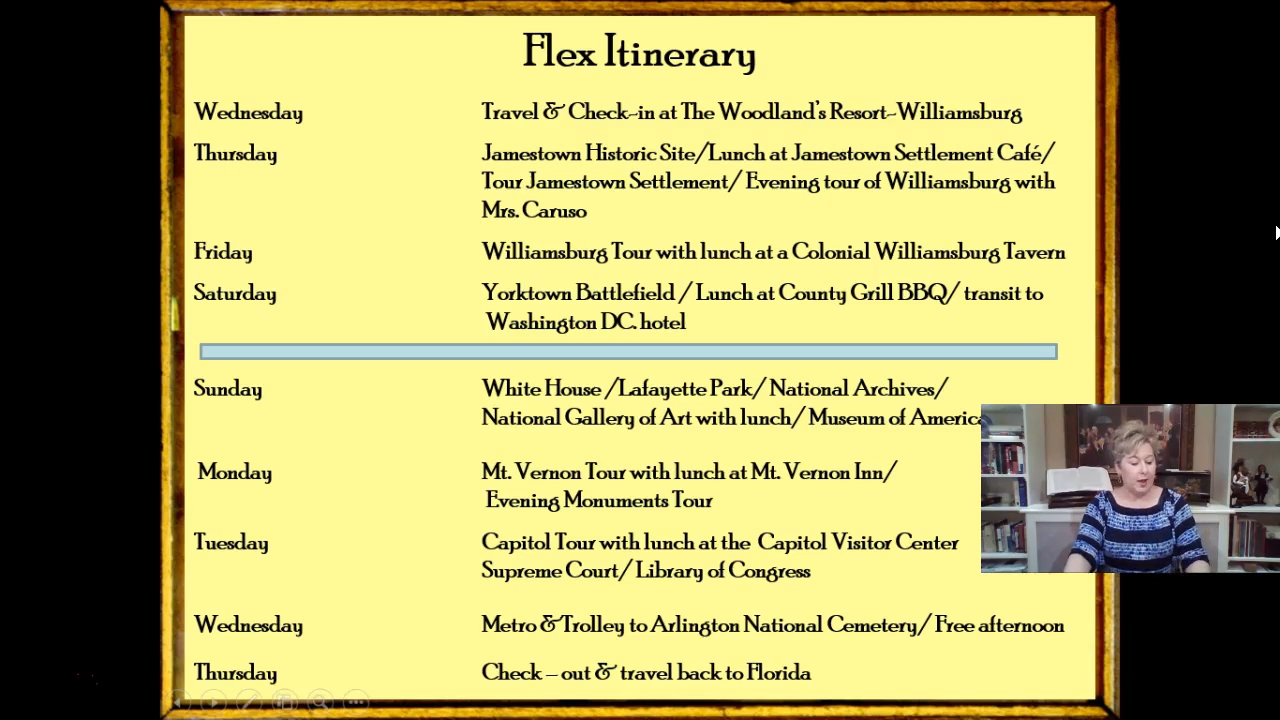 Flex Itinerary
Wednesday Travel & Check-in at The Woodland's Resort-Williamsburg
Thursday Jamestown Historic Site/Lunch at Jamestown Settlement Café/
Tour Jamestown Settlement/ Evening tour of Williamsburg with
Mrs. Caruso
Friday Williamsburg Tour with lunch at a Colonial Williamsburg Tavern
Saturday Yorktown Battlefield / Lunch at County Grill BBQ/ transit to
Washington DC. hotel
Sunday White House /Lafayette Park/ National Archives/
National Gallery of Art with lunch/ Museum of America
Monday Mt. Vernon Tour with lunch at Mt. Vernon Inn/
Evening Monuments Tour
Tuesday Capitol Tour with lunch at the Capitol Visitor Center
Supreme Court/ Library of Congress
Wednesday Metro & Trolley to Arlington National Cemetery/ Free afternoon
Thursday Check – out & travel back to Florida